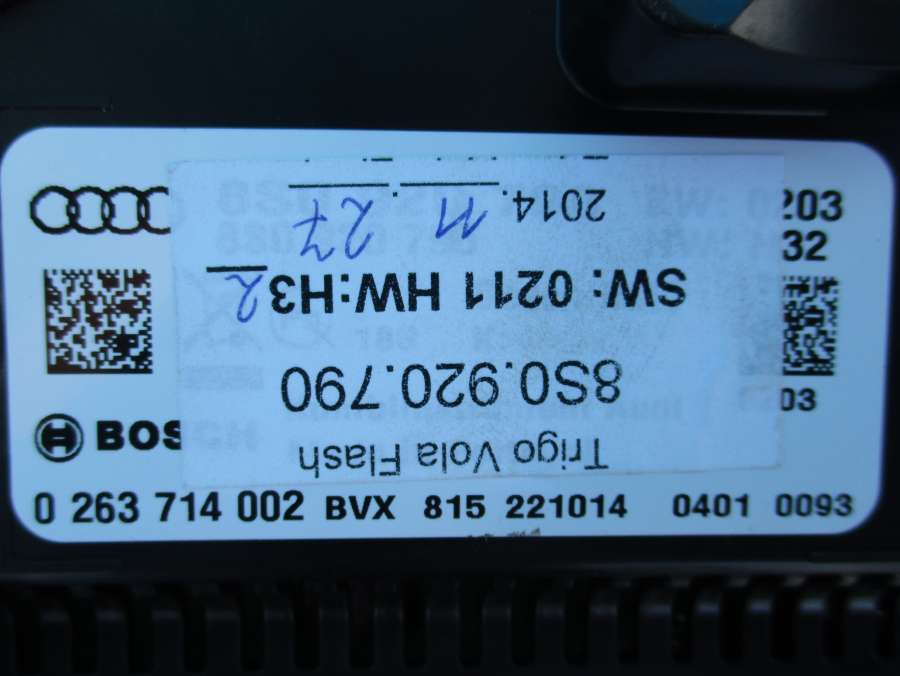 203
32
03
BOSCH
0 263 714 002 BVX 815 221014 0401 0093
Trigo Vola Flash
8S0.920.790
SW: 0211 HW:H32
2014. 11. 27